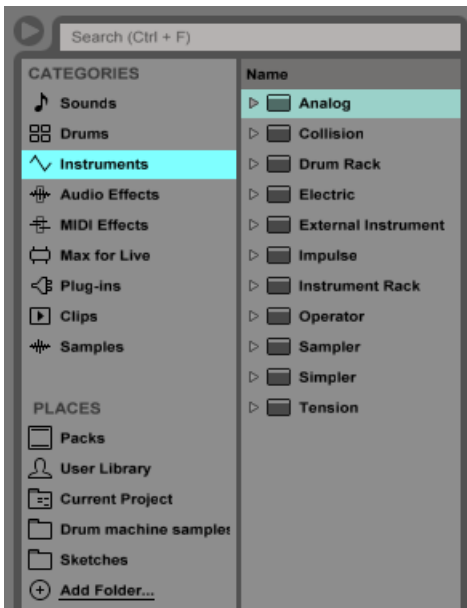 Search (Ctrl + F)
CATEGORIES
Sounds
Drums
Instruments
Audio Effects
MIDI Effects
Max for Live
Plug-ins
Clips
Samples
PLACES
Packs
User Library
Current Project
Drum machine samples
Sketches
Add Folder...
Name
Analog
Collision
Drum Rack
Electric
External Instrument
Impulse
Instrument Rack
Operator
Sampler
Simpler
Tension